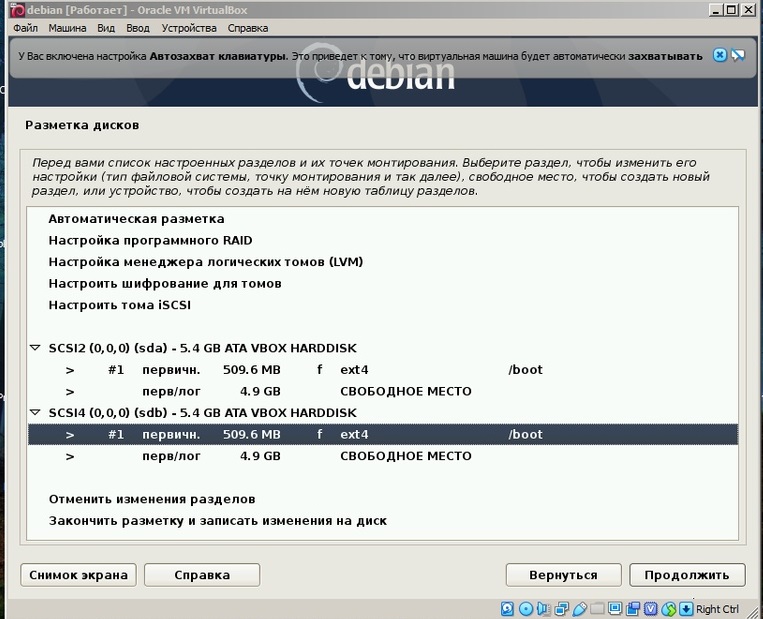 debian [Работает] - Oracle VM VirtualBox
Файл Машина Вид Ввод Устройства Справка
У Вас включена настройка Автозахват клавиатуры. Это приведет к тому, что виртуальная машина будет автоматически захватывать
debian
Разметка дисков
Перед вами список настроенных разделов и их точек монтирования. Выберите раздел, чтобы изменить его
настройки (тип файловой системы, точку монтирования и так далее), свободное место, чтобы создать новый
раздел, или устройство, чтобы создать на нём новую таблицу разделов.
Автоматическая разметка
Настройка программного RAID
Настройка менеджера логических томов (LVM)
Настроить шифрование для томов
Настроить тома iSCSI
SCSI2 (0,0,0) (sda) - 5.4 GB ATA VBOX HARDDISK
> #1 первичн. 509.6 MB f ext4 /boot
> перв/лог 4.9 GB СВОБОДНОЕ МЕСТО
SCSI4 (0,0,0) (sdb) - 5.4 GB ATA VBOX HARDDISK
> #1 первичн. 509.6 MB f ext4 /boot
> перв/лог 4.9 GB СВОБОДНОЕ МЕСТО
Отменить изменения разделов
Закончить разметку и записать изменения на диск
Снимок экрана Справка Вернуться Продолжить
Right Ctrl